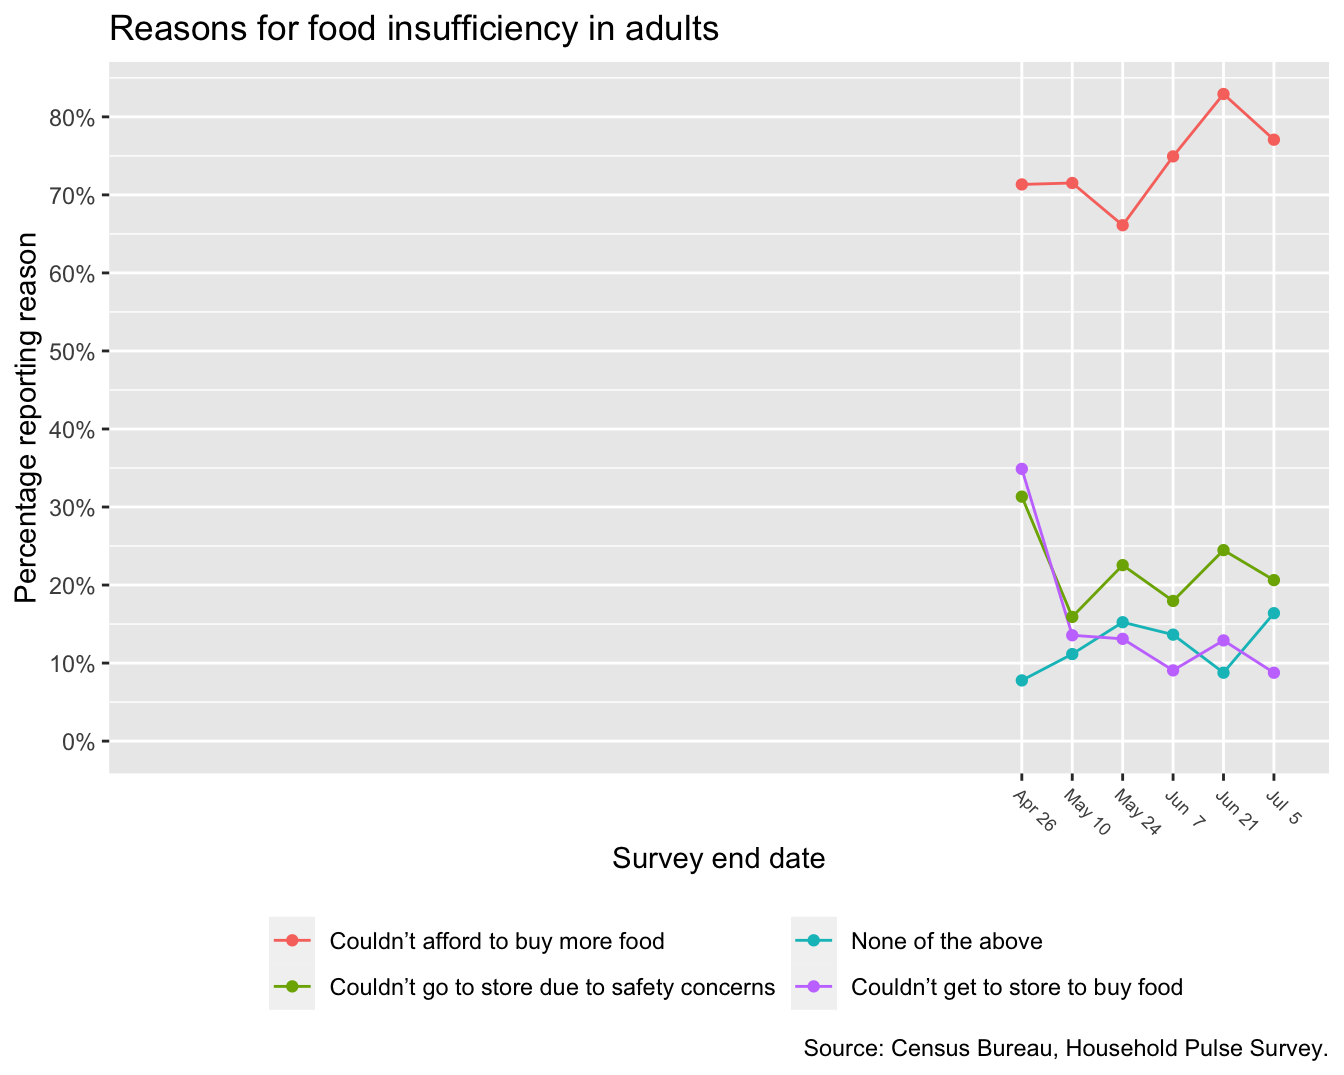 Reasons for food insufficiency in adults
Percentage reporting reason
80%
70%
60%
50%
40%
30%
20%
10%
0%
Apr 26
May 10
May 24
Jun 7
Jun 21
Jul 5
Survey end date
Couldn’t afford to buy more food
None of the above
Couldn’t go to store due to safety concerns
Couldn’t get to store to buy food
Source: Census Bureau, Household Pulse Survey.